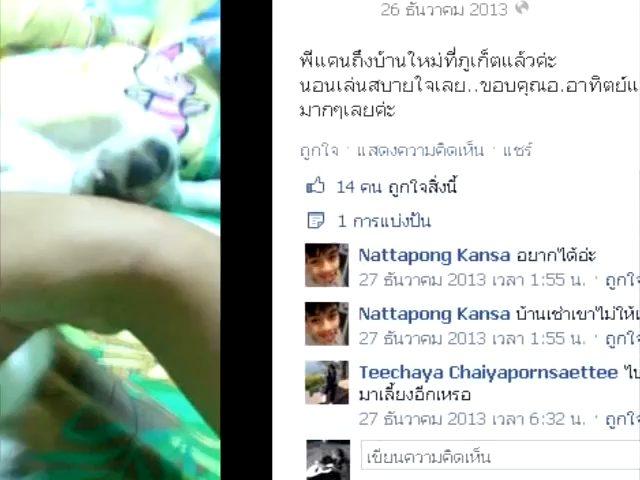 26 ธันวาคม 2013
พี่แคนถึงบ้านใหม่ที่ภูเก็ตแล้วค่ะ
นอนเล่นสบายใจเลย..ขอบคุณอ.อาทิตย์แ
มากๆเลยค่ะ
ถูกใจ · แสดงความคิดเห็น · แชร์
14 คน ถูกใจสิ่งนี้
1 การแบ่งปัน
Nattapong Kansa อยากได้อ่ะ
27 ธันวาคม 2013 เวลา 1:55 น. · ถูกใจ
Nattapong Kansa บ้านเช่าเขาไม่ให้เ
27 ธันวาคม 2013 เวลา 1:55 น. · ถูกใจ
Teechaya Chaiyapornsaettee ไป
มาเลี้ยงอีกเหรอ
27 ธันวาคม 2013 เวลา 6:32 น. · ถูกใจ
เขียนความคิดเห็น